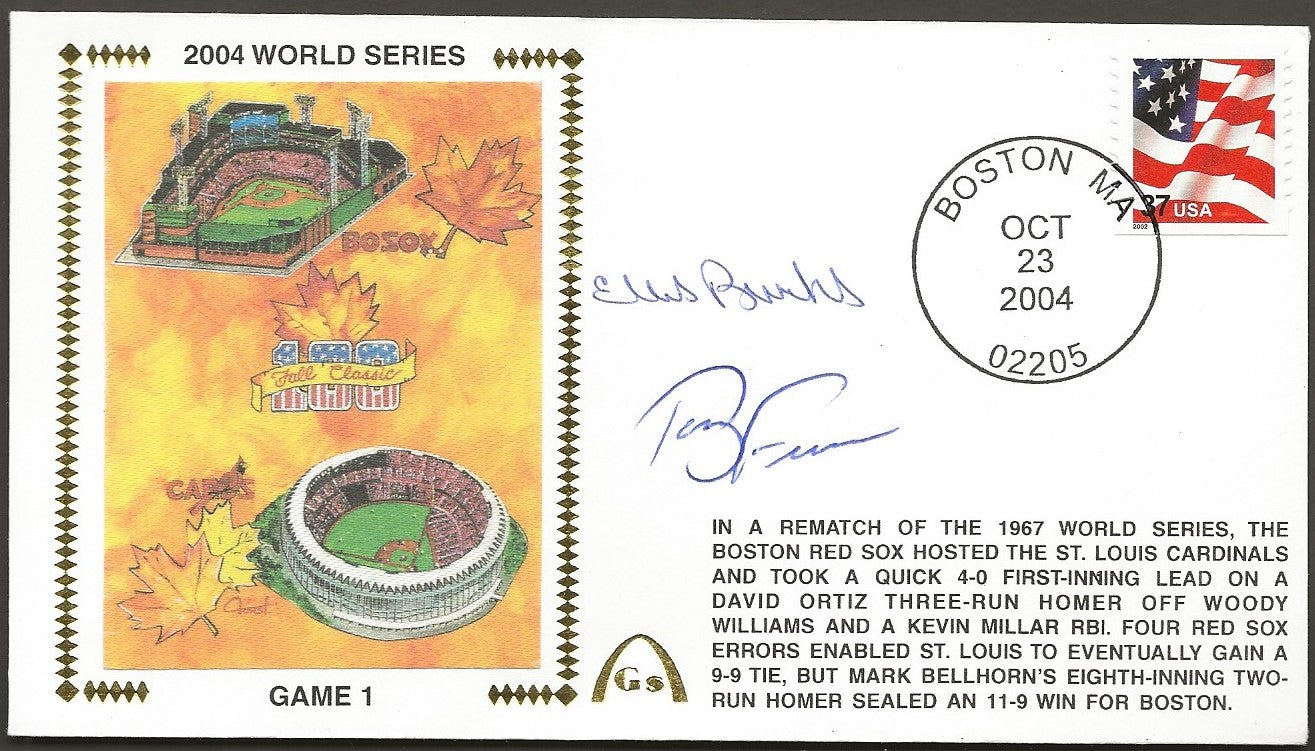 2004 WORLD SERIES
BOSOX
100
Fall Classic
CARDS
GAME 1
37 USA
2002
BOSTON MA
OCT
23
2004
02205
Ellis Burks
Gs
IN A REMATCH OF THE 1967 WORLD SERIES, THE
BOSTON RED SOX HOSTED THE ST. LOUIS CARDINALS
AND TOOK A QUICK 4-0 FIRST-INNING LEAD ON A
DAVID ORTIZ THREE-RUN HOMER OFF WOODY
WILLIAMS AND A KEVIN MILLAR RBI. FOUR RED SOX
ERRORS ENABLED ST. LOUIS TO EVENTUALLY GAIN A
9-9 TIE, BUT MARK BELLHORN'S EIGHTH-INNING TWO-
RUN HOMER SEALED AN 11-9 WIN FOR BOSTON.